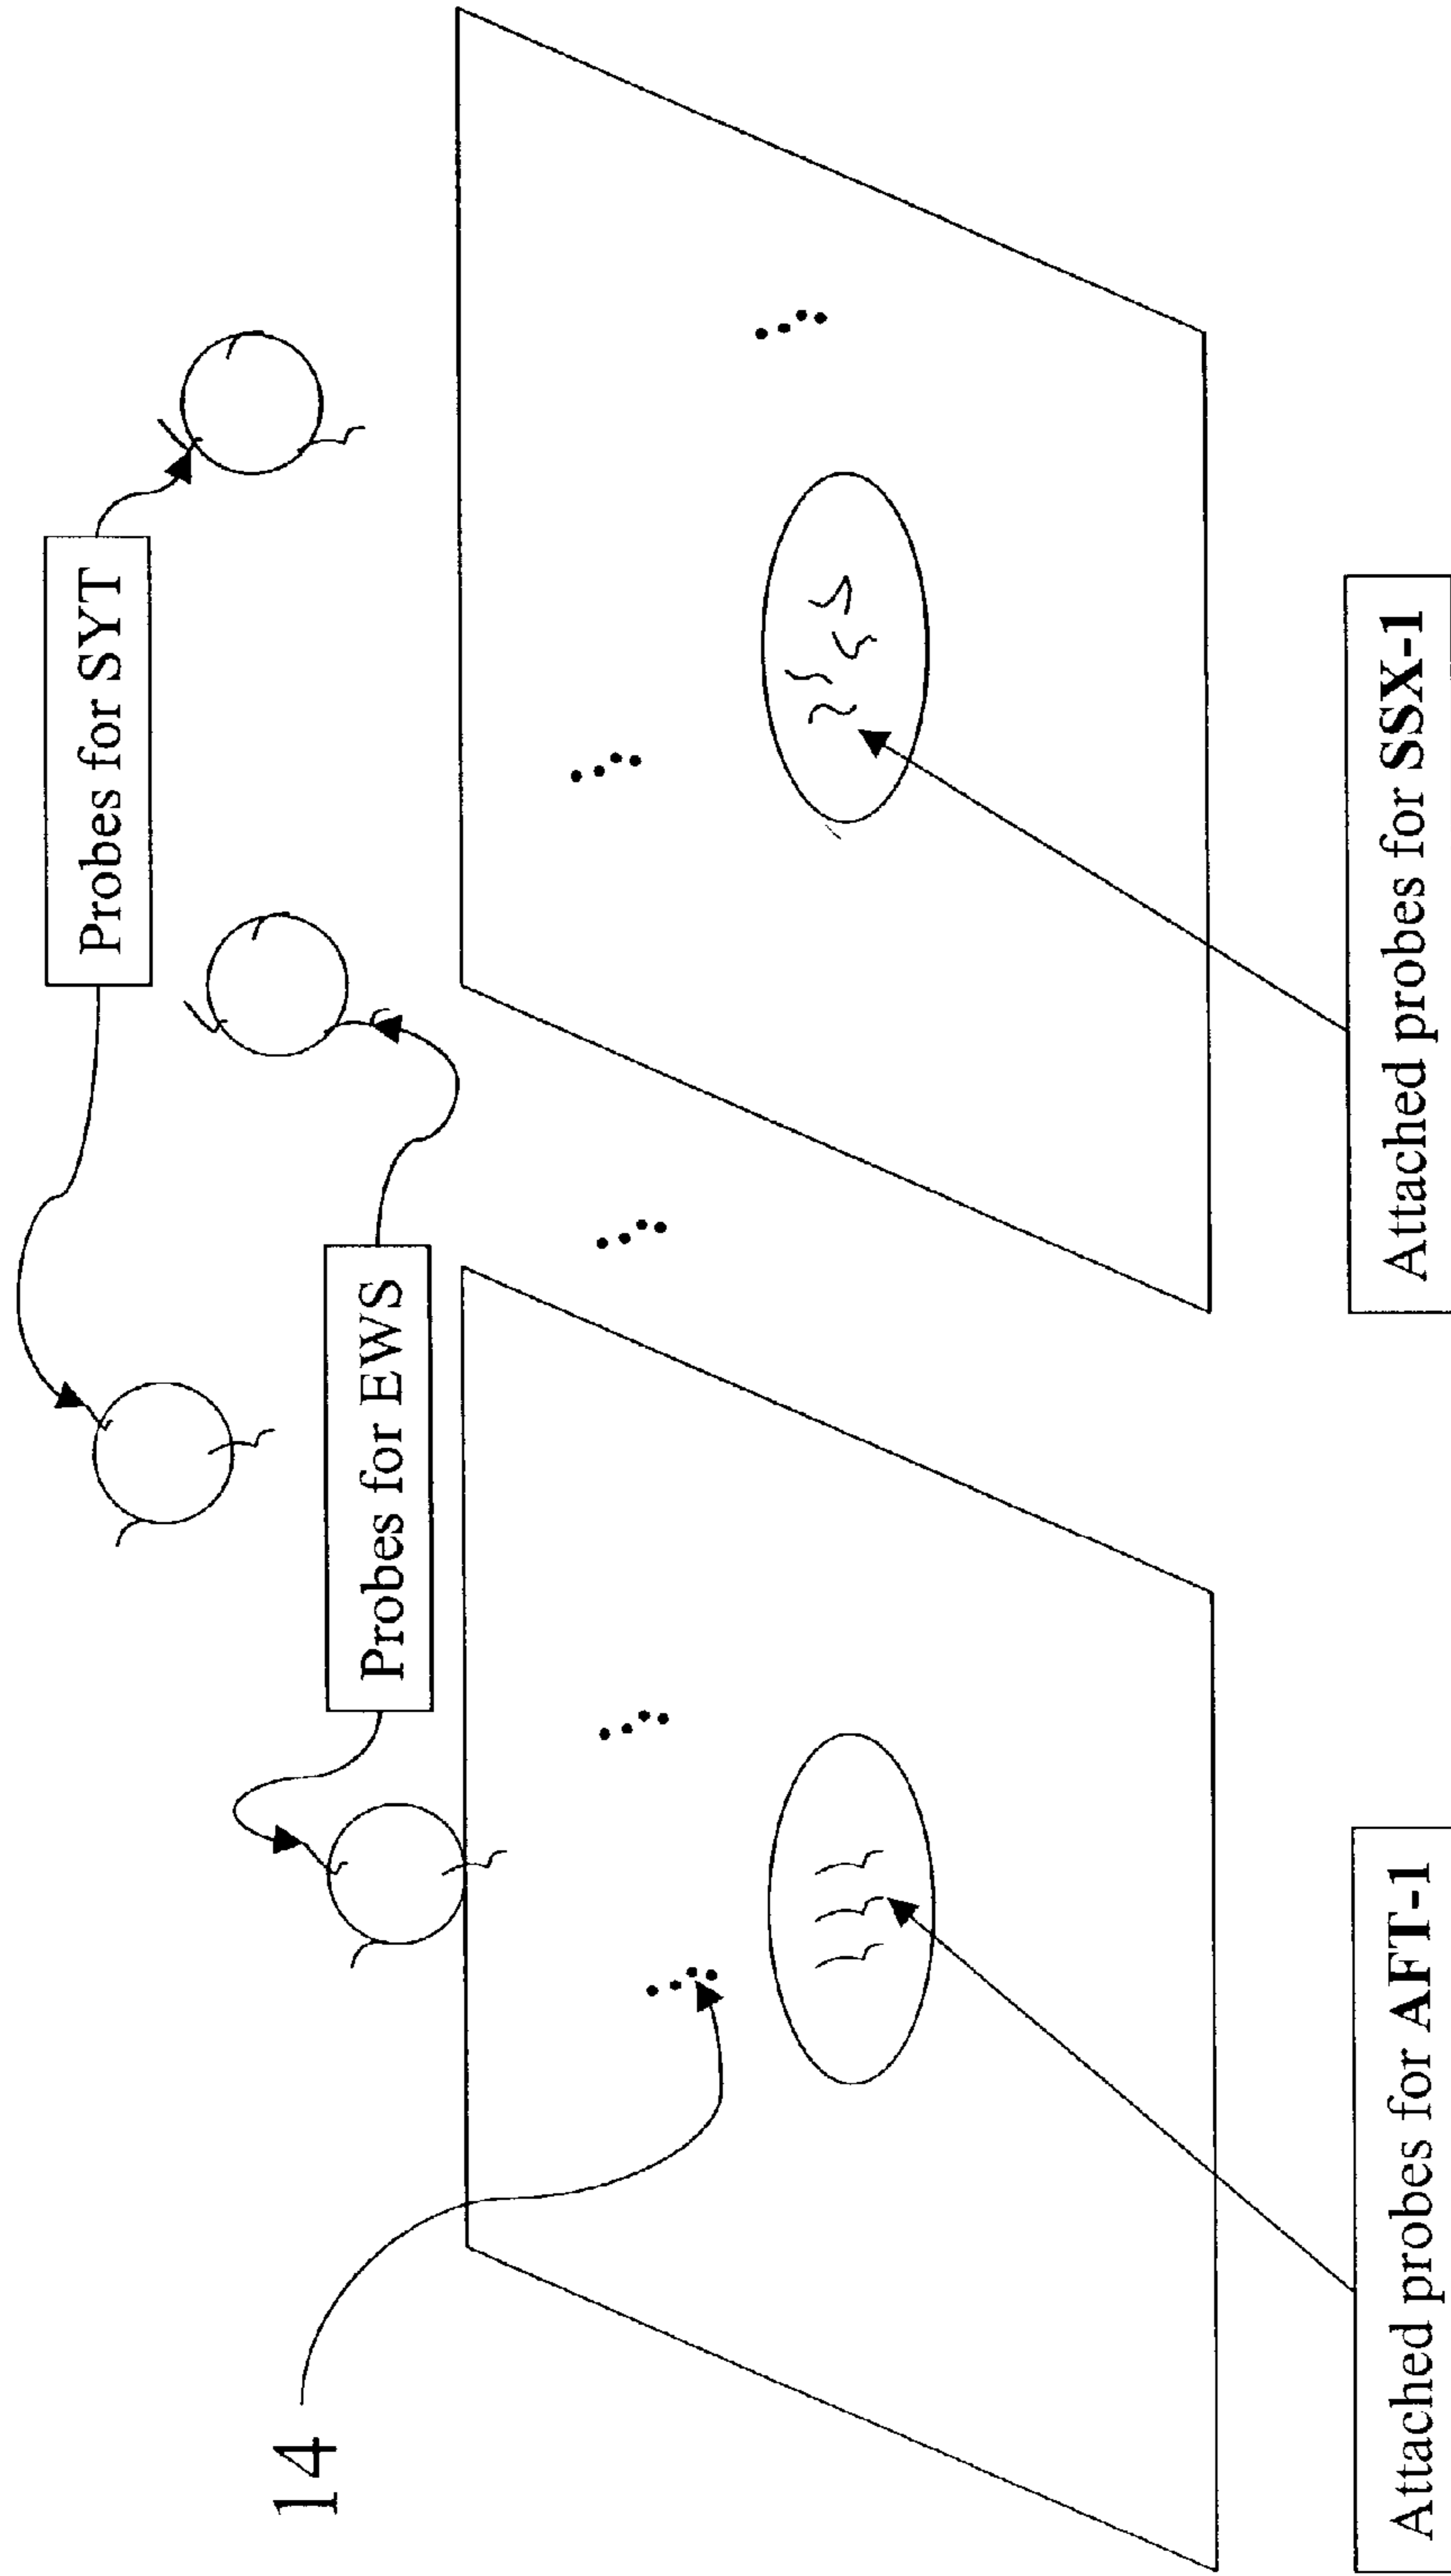 Probes for SYT
Probes for EWS
14
Attached probes for AFT-1
Attached probes for SSX-1